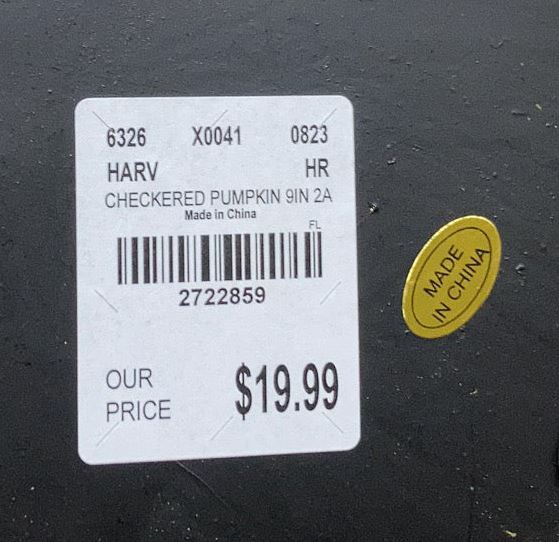 6326 X0041 0823
HARV HR
CHECKERED PUMPKIN 9IN 2A
Made in China
FL
2722859
OUR
PRICE
$19.99
MADE
IN CHINA